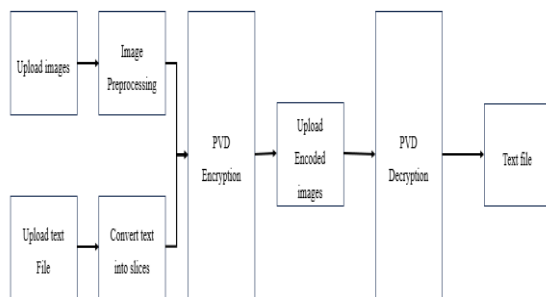 Upload images
Image
Preprocessing
Upload text
File
Convert text
into slices
PVD
Encryption
Upload
Encoded
images
PVD
Decryption
Text file